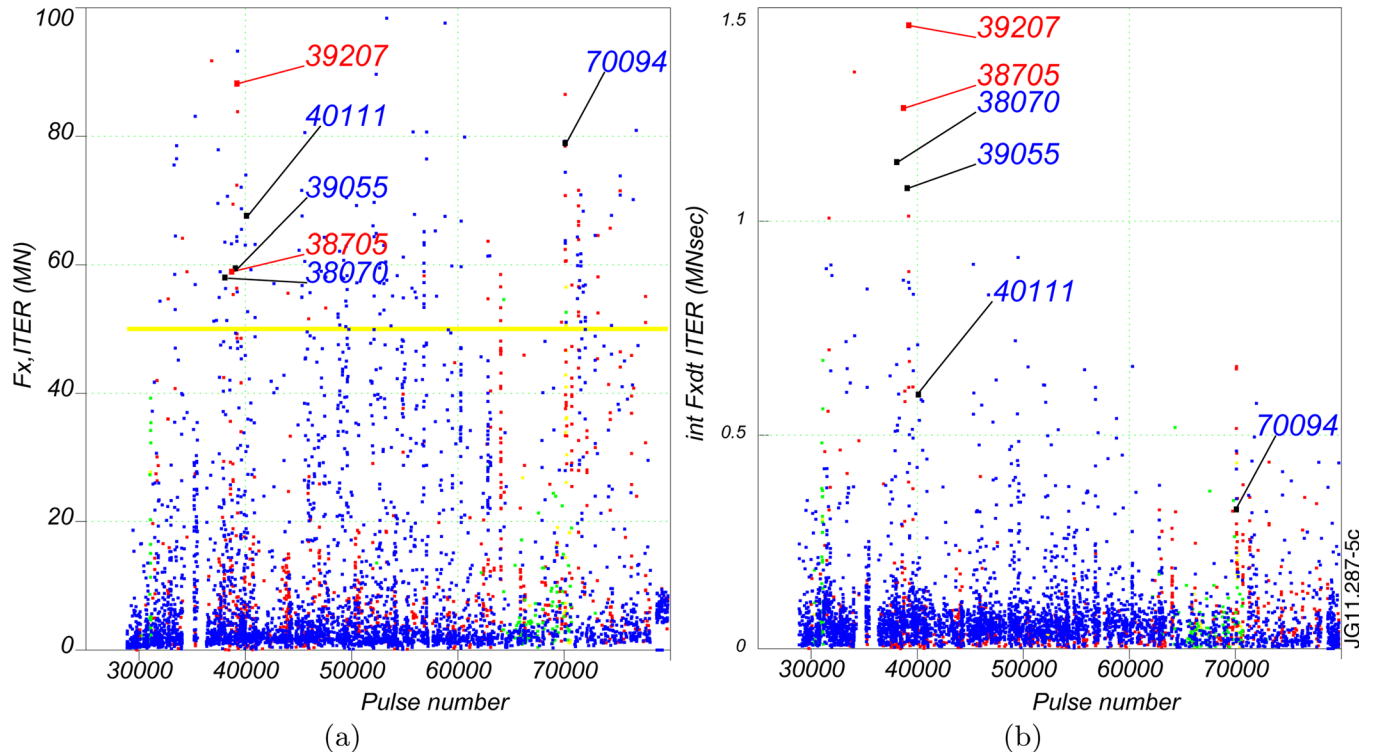 100
80
60
40
20
0
Fx,ITER (MN)
39207
40111
39055
38705
38070
70094
30000 40000 50000 60000 70000
Pulse number
(a)
1.5
1
0.5
0
int Fxdt ITER (MNsec)
39207
38705
38070
39055
40111
70094
30000 40000 50000 60000 70000
Pulse number
JG11.287-5c
(b)